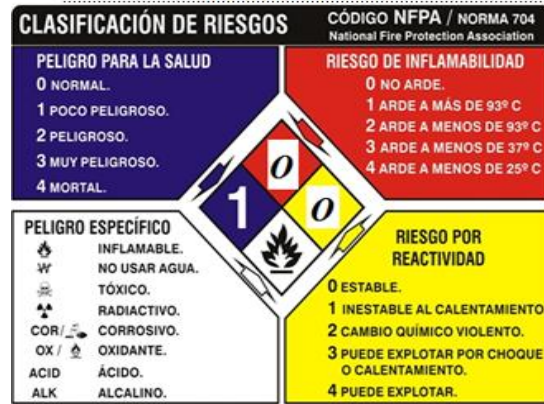 CLASIFICACIÓN DE RIESGOS
CÓDIGO NFPA / NORMA 704
National Fire Protection Association
PELIGRO PARA LA SALUD
0 NORMAL.
1 POCO PELIGROSO.
2 PELIGROSO.
3 MUY PELIGROSO.
4 MORTAL.
RIESGO DE INFLAMABILIDAD
0 NO ARDE.
1 ARDE A MÁS DE 93º C
2 ARDE A MENOS DE 93º C
3 ARDE A MENOS DE 37º C
4 ARDE A MENOS DE 25º C
0
1
0
PELIGRO ESPECÍFICO
INFLAMABLE.
W NO USAR AGUA.
TÓXICO.
RADIACTIVO.
COR/ CORROSIVO.
OX / OXIDANTE.
ACID ÁCIDO.
ALK ALCALINO.
RIESGO POR
REACTIVIDAD
0 ESTABLE.
1 INESTABLE AL CALENTAMIENTO
2 CAMBIO QUÍMICO VIOLENTO.
3 PUEDE EXPLOTAR POR CHOQUE
O CALENTAMIENTO.
4 PUEDE EXPLOTAR.